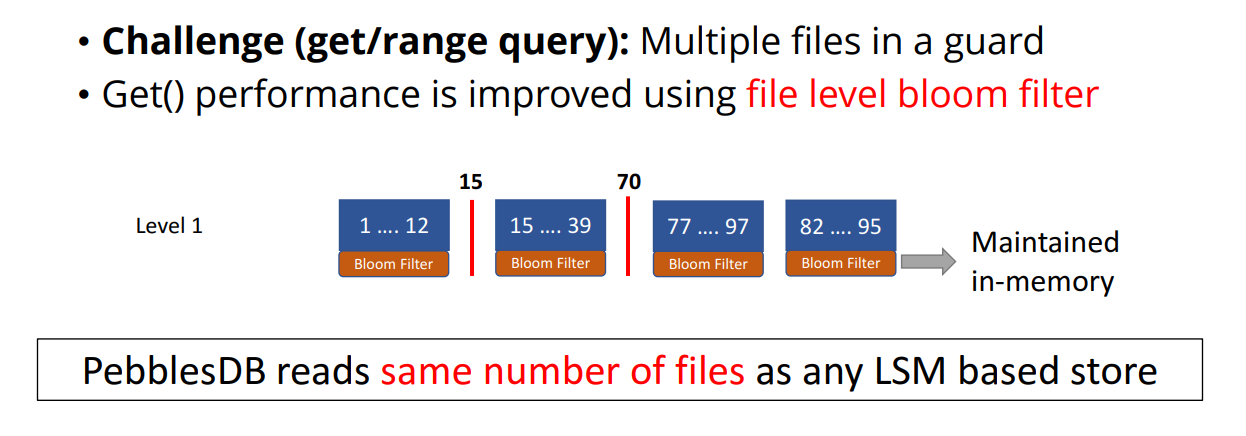 • Challenge (get/range query): Multiple files in a guard
• Get() performance is improved using file level bloom filter
15 70
Level 1
1 .... 12
15 .... 39
77 .... 97
82 .... 95
Bloom Filter
Bloom Filter
Bloom Filter
Bloom Filter
Maintained
in-memory
PebblesDB reads same number of files as any LSM based store